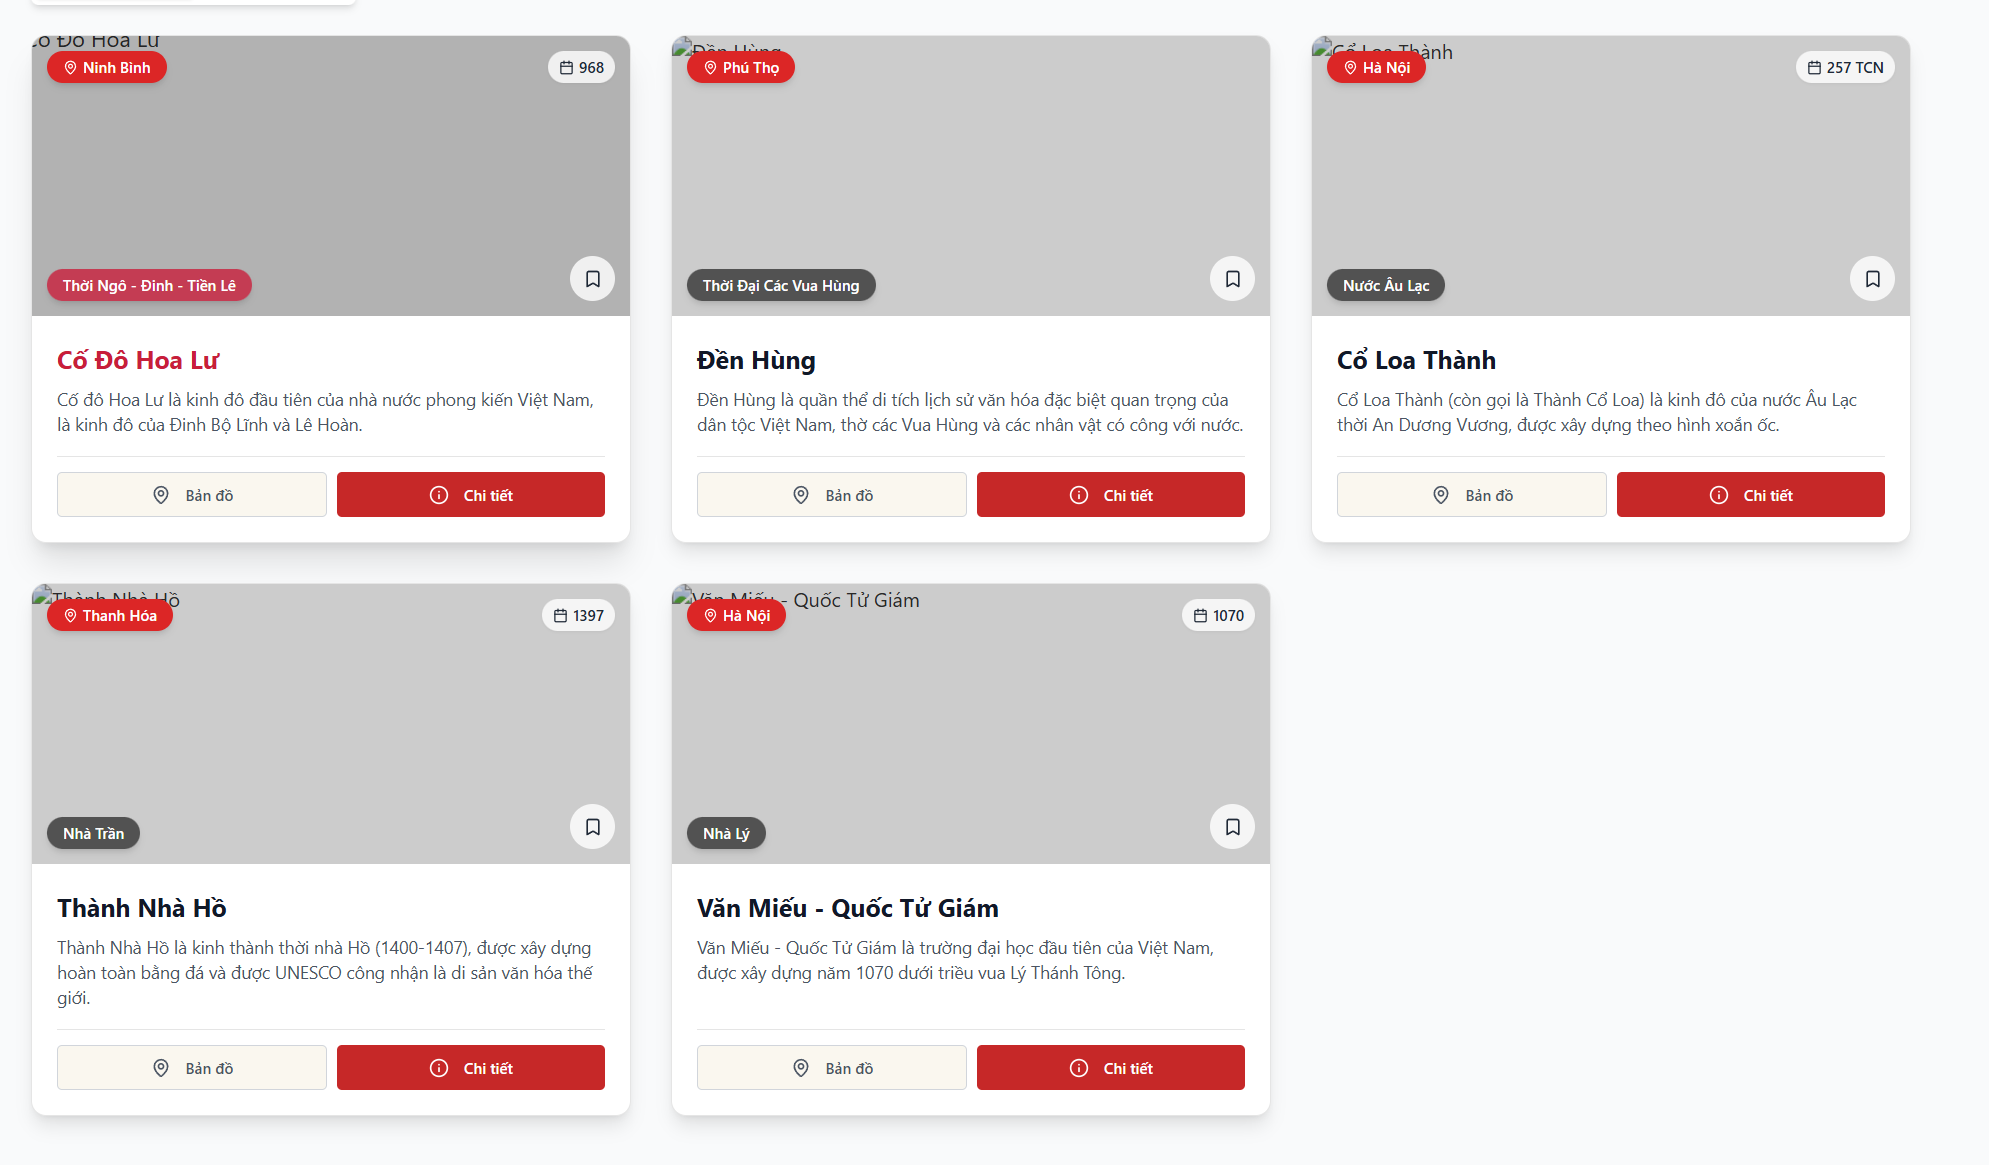 Cố Đô Hoa Lư
Ninh Bình
968
Thời Ngô - Đinh - Tiền Lê
Cố Đô Hoa Lư
Cố đô Hoa Lư là kinh đô đầu tiên của nhà nước phong kiến Việt Nam,
là kinh đô của Đinh Bộ Lĩnh và Lê Hoàn.
Bản đồ
Chi tiết
Đền Hùng
Phú Thọ
Thời Đại Các Vua Hùng
Đền Hùng
Đền Hùng là quần thể di tích lịch sử văn hóa đặc biệt quan trọng của
dân tộc Việt Nam, thờ các Vua Hùng và các nhân vật có công với nước.
Bản đồ
Chi tiết
Cổ Loa Thành
Hà Nội
257 TCN
Nước Âu Lạc
Cổ Loa Thành
Cổ Loa Thành (còn gọi là Thành Cổ Loa) là kinh đô của nước Âu Lạc
thời An Dương Vương, được xây dựng theo hình xoắn ốc.
Bản đồ
Chi tiết
Thành Nhà Hồ
Thanh Hóa
1397
Nhà Trần
Thành Nhà Hồ
Thành Nhà Hồ là kinh thành thời nhà Hồ (1400-1407), được xây dựng
hoàn toàn bằng đá và được UNESCO công nhận là di sản văn hóa thế
giới.
Bản đồ
Chi tiết
Văn Miếu - Quốc Tử Giám
Hà Nội
1070
Nhà Lý
Văn Miếu - Quốc Tử Giám
Văn Miếu - Quốc Tử Giám là trường đại học đầu tiên của Việt Nam,
được xây dựng năm 1070 dưới triều vua Lý Thánh Tông.
Bản đồ
Chi tiết